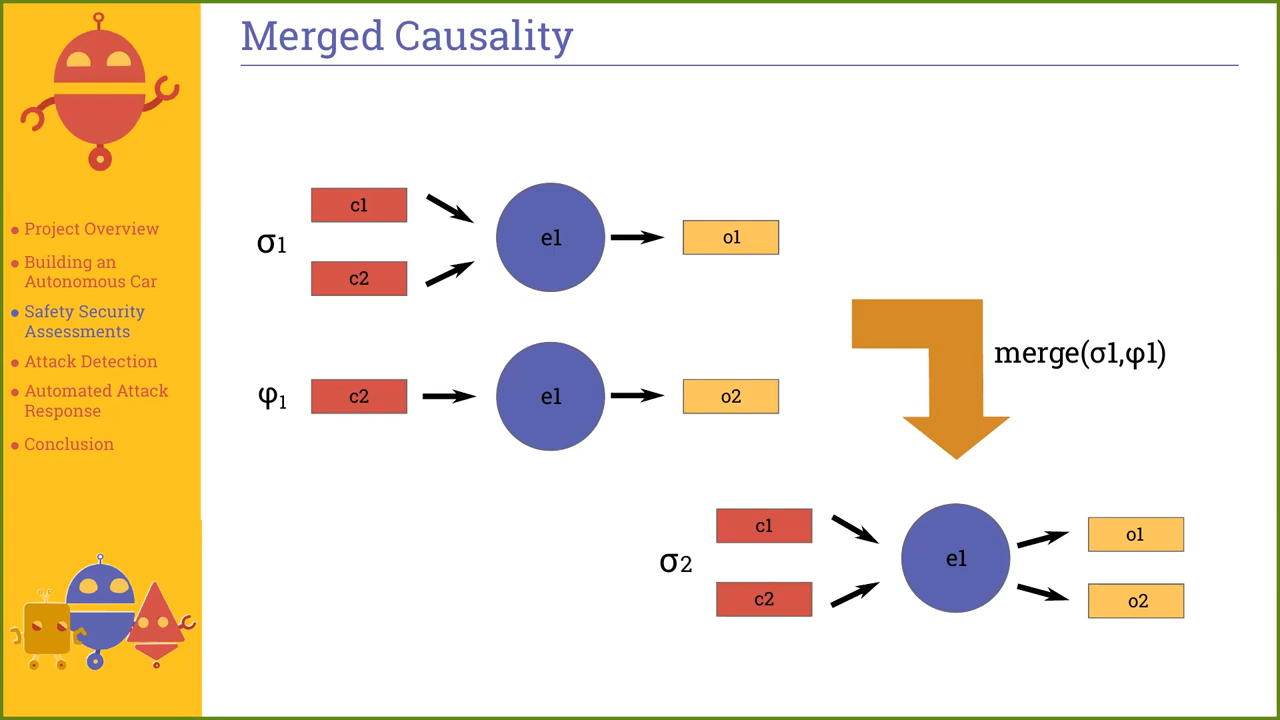 Merged Causality
• Project Overview
• Building an
Autonomous Car
• Safety Security
Assessments
• Attack Detection
• Automated Attack
Response
• Conclusion
σ1
c1
c2
e1
o1
φ1
c2
e1
o2
merge(σ1,φ1)
σ2
c1
c2
e1
o1
o2